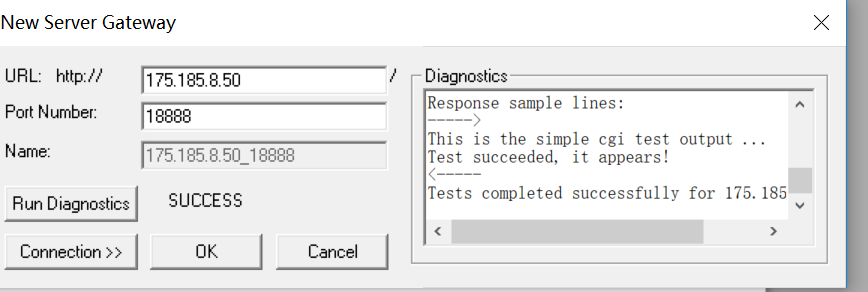 New Server Gateway
URL: http:// 175.185.8.50 /
Port Number: 18888
Name: 175.185.8.50_18888
Run Diagnostics SUCCESS
Connection >> OK Cancel
Diagnostics
Response sample lines:
----->
This is the simple cgi test output ...
Test succeeded, it appears!
<-----
Tests completed successfully for 175.185